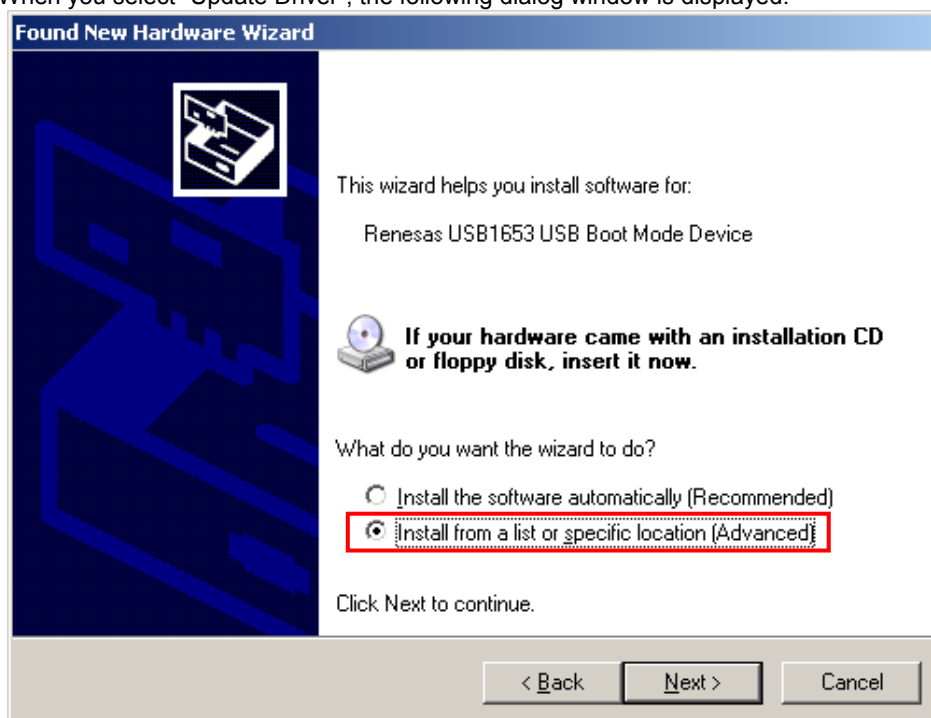 When you select "Update Driver", the following dialog window is displayed.
Found New Hardware Wizard
This wizard helps you install software for:
Renesas USB1653 USB Boot Mode Device
If your hardware came with an installation CD
or floppy disk, insert it now.
What do you want the wizard to do?
Install the software automatically (Recommended)
Install from a list or specific location (Advanced)
Click Next to continue.
< Back
Next >
Cancel